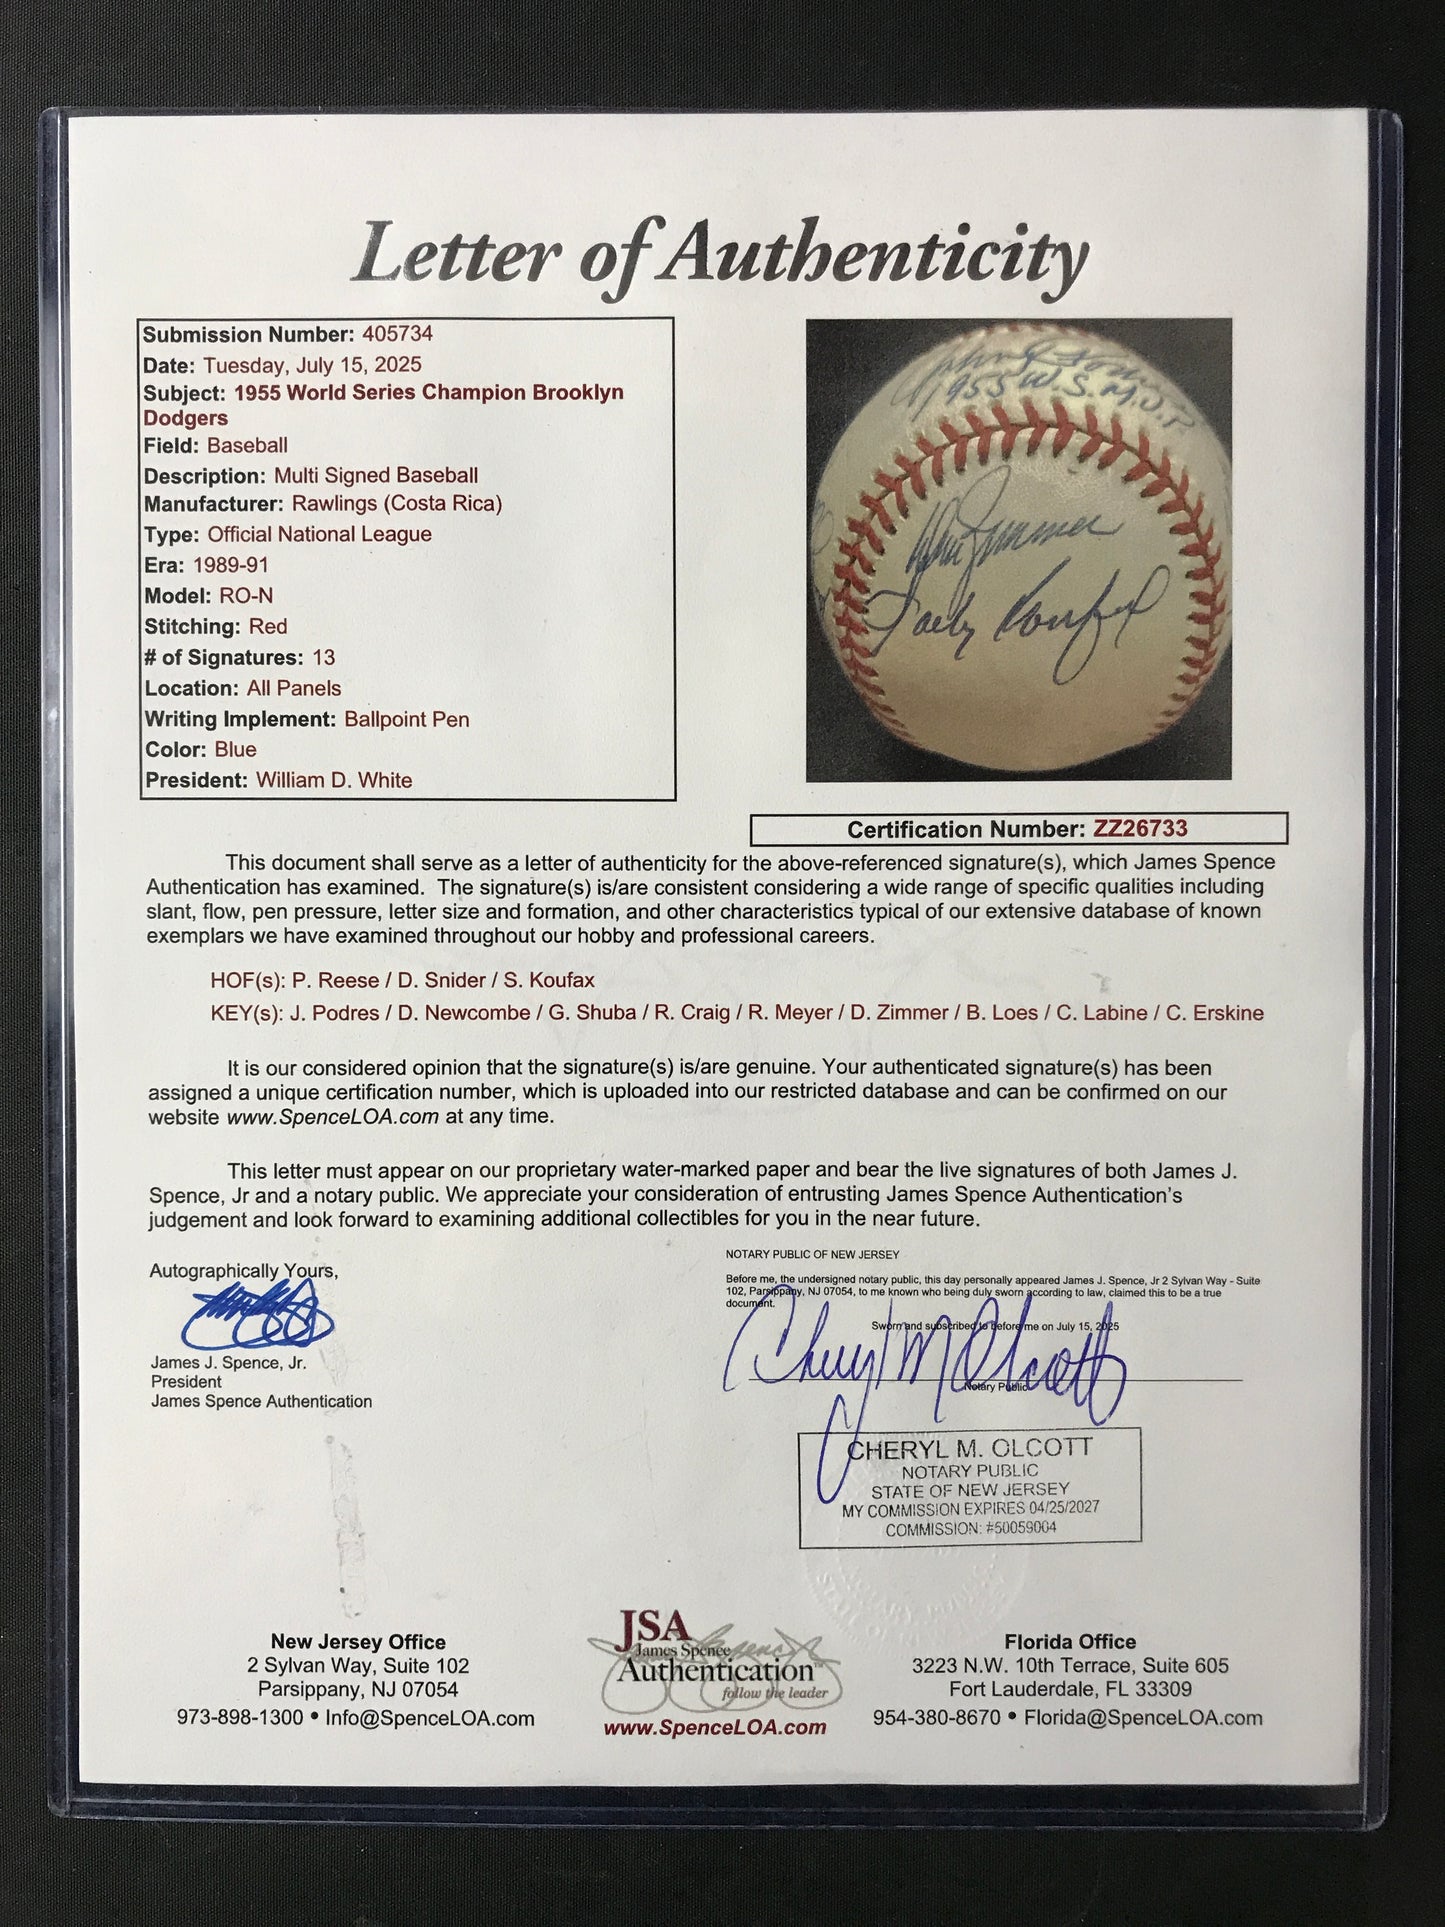 Letter of Authenticity
Submission Number: 405734
Date: Tuesday, July 15, 2025
Subject: 1955 World Series Champion Brooklyn
Dodgers
Field: Baseball
Description: Multi Signed Baseball
Manufacturer: Rawlings (Costa Rica)
Type: Official National League
Era: 1989-91
Model: RO-N
Stitching: Red
# of Signatures: 13
Location: All Panels
Writing Implement: Ballpoint Pen
Color: Blue
President: William D. White
Johnny Podres
1955 W.S. M.V.P
Don Zimmer
Sandy Koufax
Certification Number: ZZ26733
This document shall serve as a letter of authenticity for the above-referenced signature(s), which James Spence
Authentication has examined. The signature(s) is/are consistent considering a wide range of specific qualities including
slant, flow, pen pressure, letter size and formation, and other characteristics typical of our extensive database of known
exemplars we have examined throughout our hobby and professional careers.
HOF(s): P. Reese / D. Snider / S. Koufax
KEY(s): J. Podres / D. Newcombe / G. Shuba / R. Craig / R. Meyer / D. Zimmer / B. Loes / C. Labine / C. Erskine
It is our considered opinion that the signature(s) is/are genuine. Your authenticated signature(s) has been
assigned a unique certification number, which is uploaded into our restricted database and can be confirmed on our
website www.SpenceLOA.com at any time.
This letter must appear on our proprietary water-marked paper and bear the live signatures of both James J.
Spence, Jr and a notary public. We appreciate your consideration of entrusting James Spence Authentication's
judgement and look forward to examining additional collectibles for you in the near future.
Autographically Yours,
James J. Spence, Jr.
President
James Spence Authentication
NOTARY PUBLIC OF NEW JERSEY
Before me, the undersigned notary public, this day personally appeared James J. Spence, Jr 2 Sylvan Way - Suite
102, Parsippany, NJ 07054, to me known who being duly sworn according to law, claimed this to be a true
document.
Sworn and subscribed to before me on July 15, 2025
Cheryl M Olcott
Notary Public
CHERYL M. OLCOTT
NOTARY PUBLIC
STATE OF NEW JERSEY
MY COMMISSION EXPIRES 04/25/2027
COMMISSION: #50059004
New Jersey Office
2 Sylvan Way, Suite 102
Parsippany, NJ 07054
973-898-1300 • Info@SpenceLOA.com
JSA
James Spence
Authentication™
follow the leader
www.SpenceLOA.com
Florida Office
3223 N.W. 10th Terrace, Suite 605
Fort Lauderdale, FL 33309
954-380-8670 • Florida@SpenceLOA.com